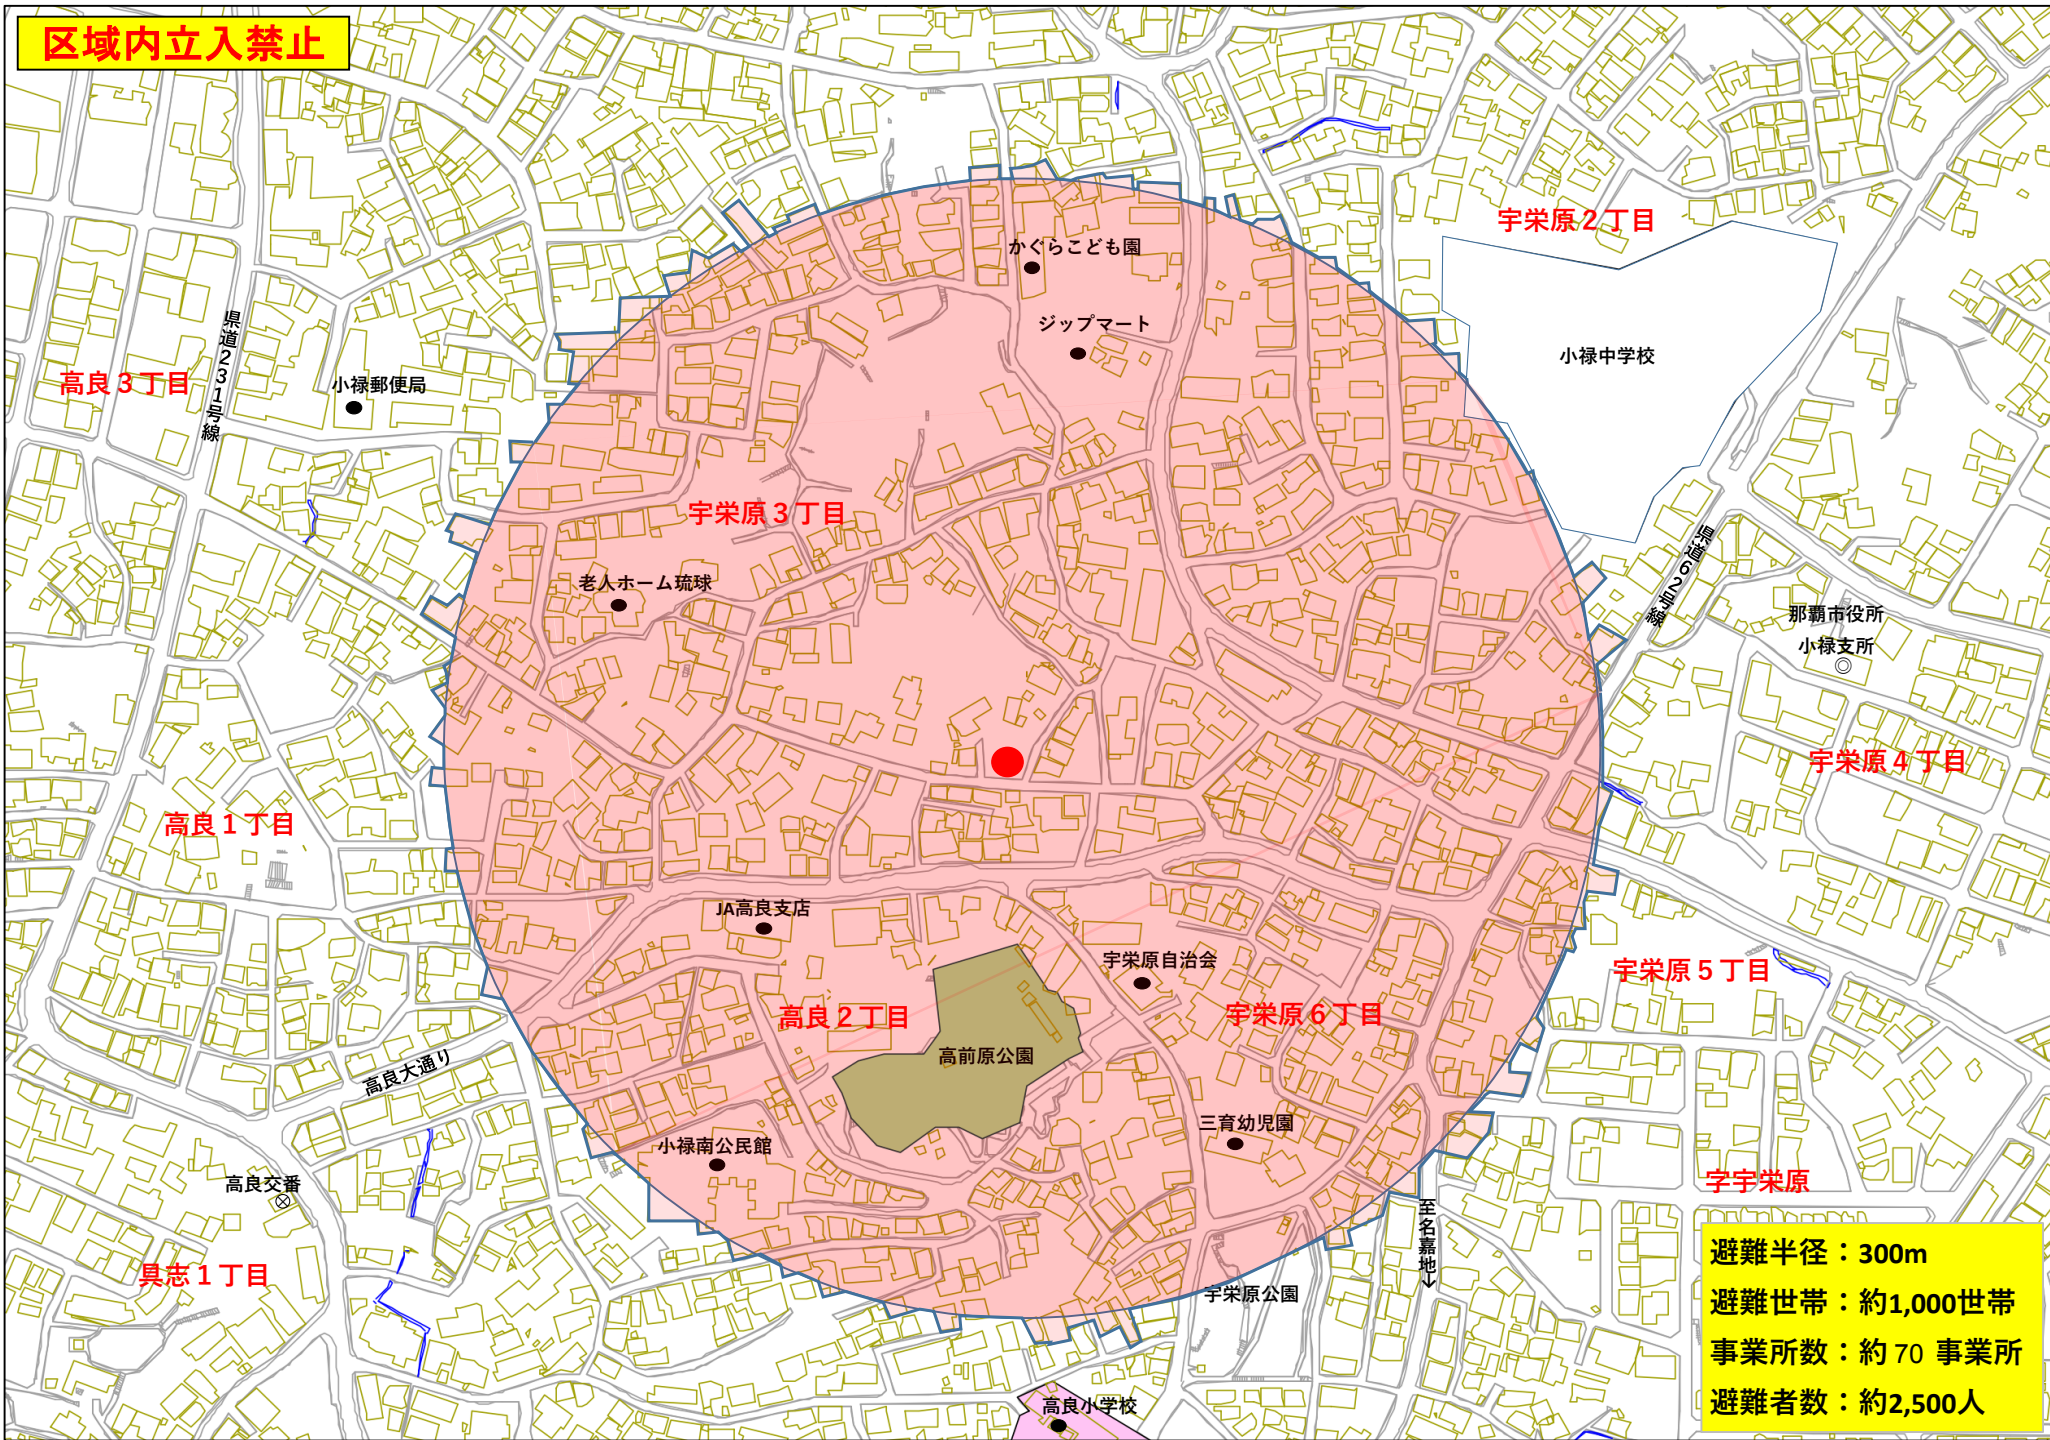 区域内立入禁止
宇栄原２丁目
かぐらこども園
ジップマート
小禄中学校
県道231号線
高良３丁目
小禄郵便局
宇栄原３丁目
県道62号線
老人ホーム琉球
那覇市役所
小禄支所
宇栄原４丁目
高良１丁目
JA高良支店
宇栄原自治会
宇栄原５丁目
高良２丁目
宇栄原６丁目
高前原公園
高良大通り
三育幼児園
小禄南公民館
高良交番
字宇栄原
至名嘉地↓
具志１丁目
宇栄原公園
高良小学校
避難半径：300m
避難世帯：約1,000世帯
事業所数：約 70 事業所
避難者数：約2,500人